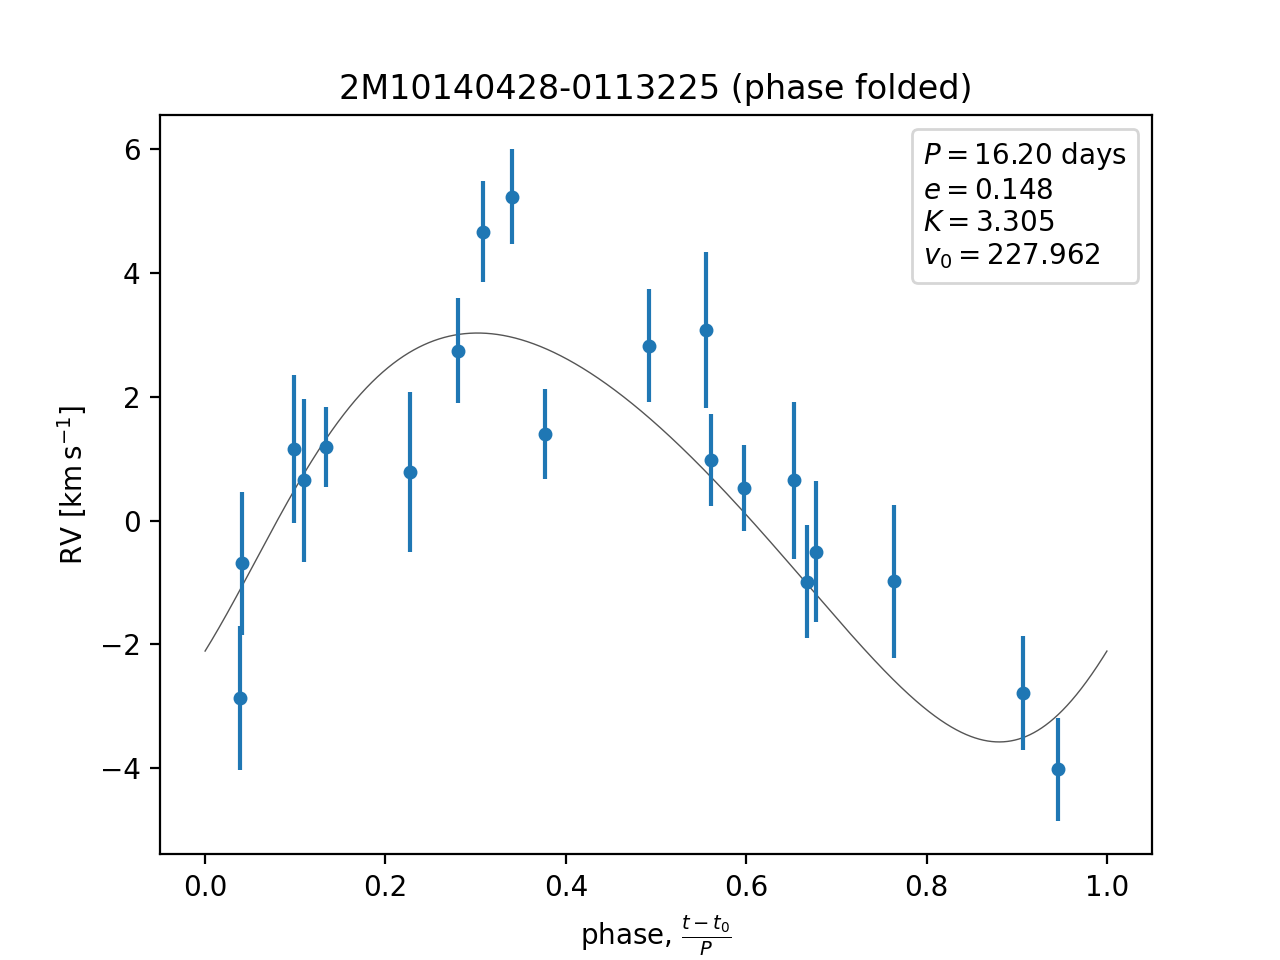 2M10140428-0113225 (phase folded)
P = 16.20 days
e = 0.148
K = 3.305
v₀ = 227.962
RV [km s⁻¹]
6
4
2
0
−2
−4
0.0 0.2 0.4 0.6 0.8 1.0
phase, (t − t₀)/P